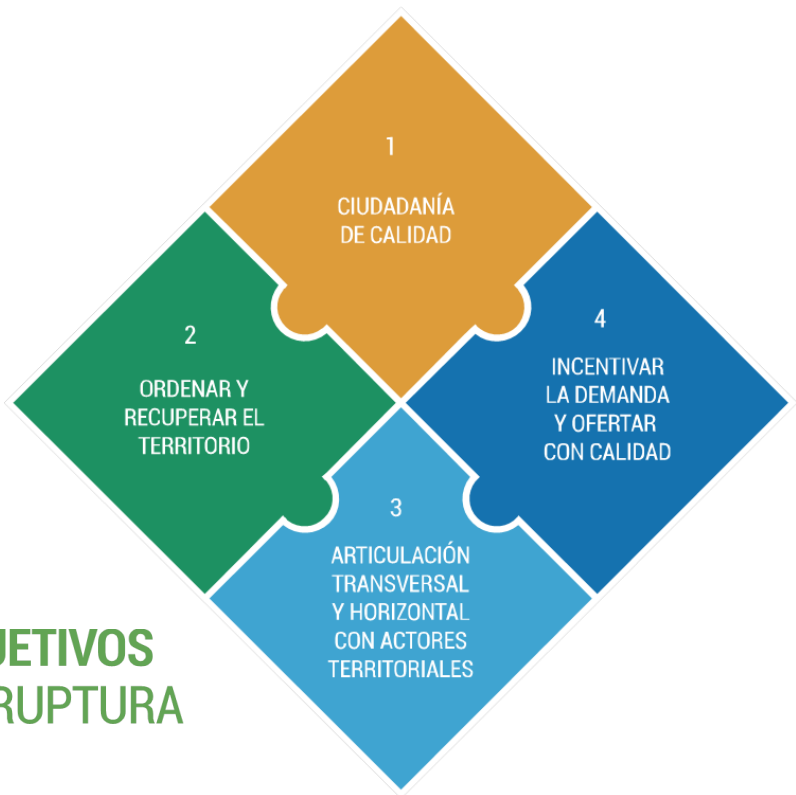 1
CIUDADANÍA
DE CALIDAD
2
ORDENAR Y
RECUPERAR EL
TERRITORIO
4
INCENTIVAR
LA DEMANDA
Y OFERTAR
CON CALIDAD
3
ARTICULACIÓN
TRANSVERSAL
Y HORIZONTAL
CON ACTORES
TERRITORIALES
JETIVOS
RUPTURA